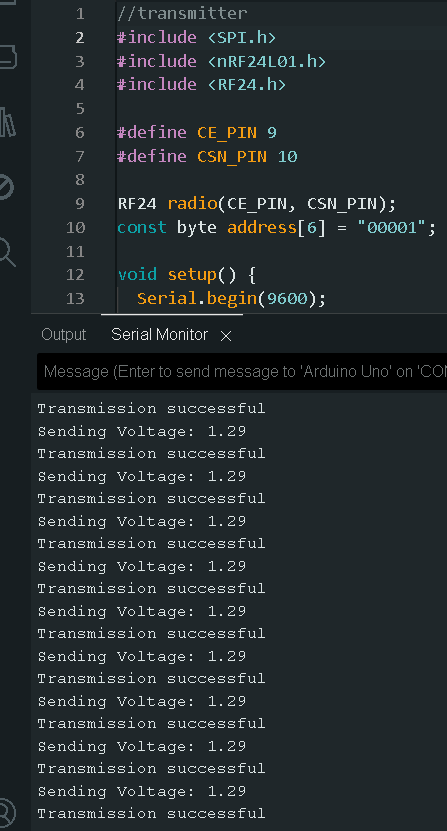 1 //transmitter
2 #include <SPI.h>
3 #include <nRF24L01.h>
4 #include <RF24.h>
5
6 #define CE_PIN 9
7 #define CSN_PIN 10
8
9 RF24 radio(CE_PIN, CSN_PIN);
10 const byte address[6] = "00001";
11
12 void setup() {
13 Serial.begin(9600);
Output Serial Monitor
Message (Enter to send message to 'Arduino Uno' on
Transmission successful
Sending Voltage: 1.29
Transmission successful
Sending Voltage: 1.29
Transmission successful
Sending Voltage: 1.29
Transmission successful
Sending Voltage: 1.29
Transmission successful
Sending Voltage: 1.29
Transmission successful
Sending Voltage: 1.29
Transmission successful
Sending Voltage: 1.29
Transmission successful
Sending Voltage: 1.29
Transmission successful
Sending Voltage: 1.29
Transmission successful